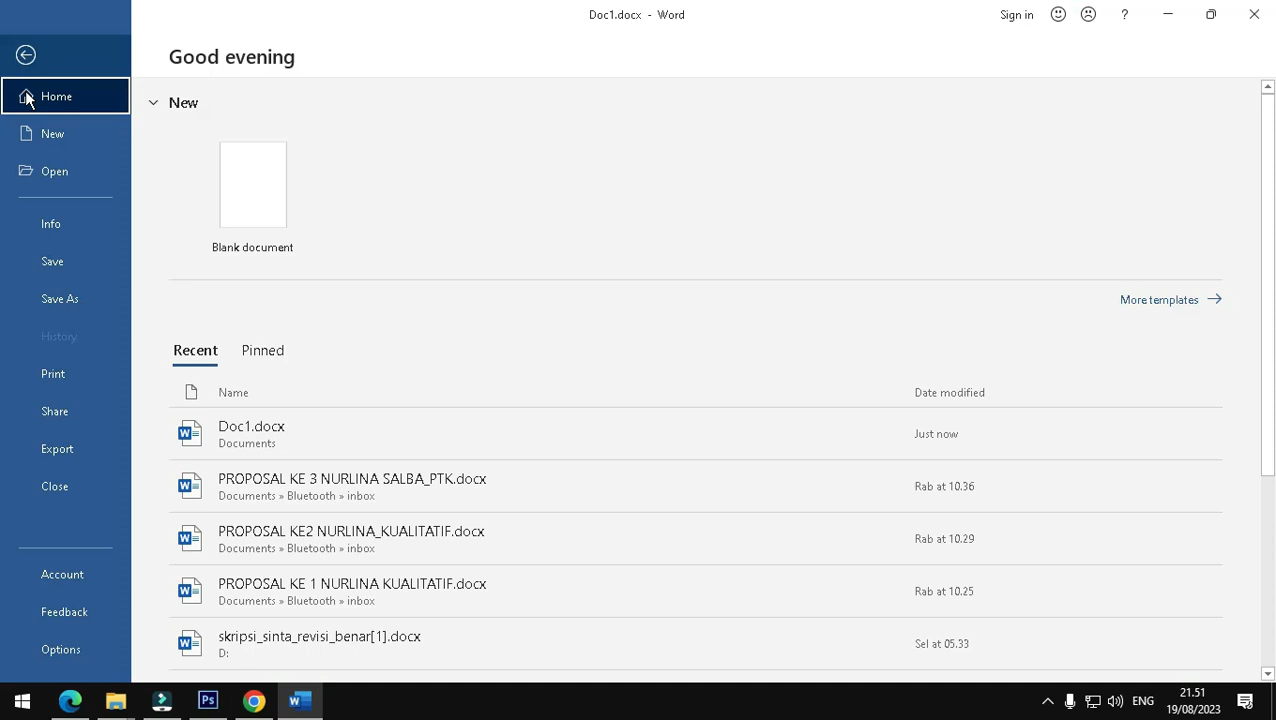 Doc1.docx - Word
Sign in
?
Good evening
Home
New
Open
Info
Save
Save As
History
Print
Share
Export
Close
Account
Feedback
Options
New
Blank document
More templates
Recent Pinned
Name Date modified
Doc1.docx
Documents
Just now
PROPOSAL KE 3 NURLINA SALBA_PTK.docx
Documents » Bluetooth » inbox
Rab at 10.36
PROPOSAL KE2 NURLINA_KUALITATIF.docx
Documents » Bluetooth » inbox
Rab at 10.29
PROPOSAL KE 1 NURLINA KUALITATIF.docx
Documents » Bluetooth » inbox
Rab at 10.25
skripsi_sinta_revisi_benar[1].docx
D:
Sel at 05.33
Ps
ENG
21.51
19/08/2023